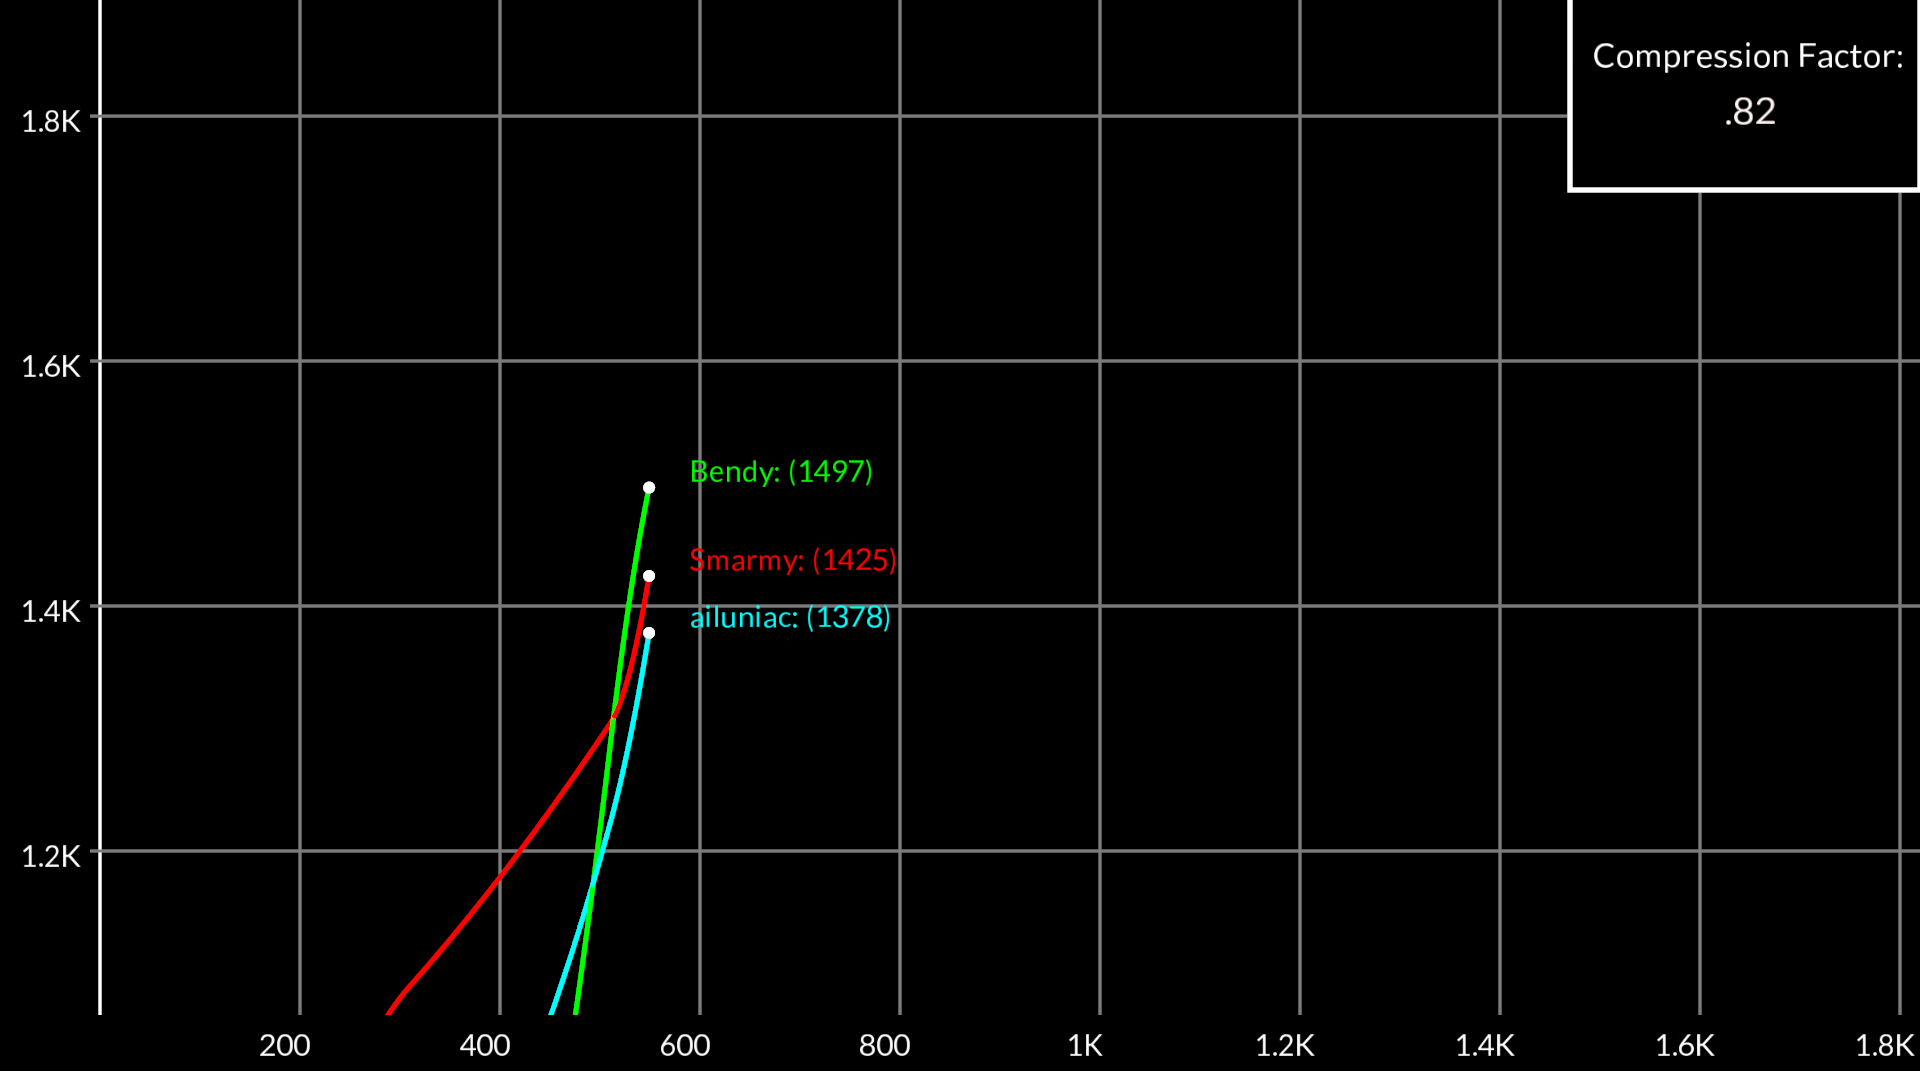 Compression Factor:
.82
1.8K
1.6K
Bendy: (1497)
Smarmy: (1425)
1.4K
ailuniac: (1378)
1.2K
200 400 600 800 1K 1.2K 1.4K 1.6K 1.8K